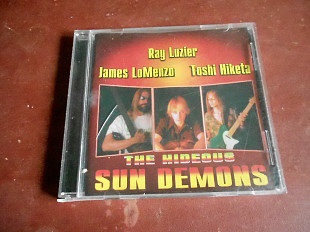 Ray Luzier
James LoMenzo Toshi Hiketa
THE HIDEOUS
SUN DEMONS